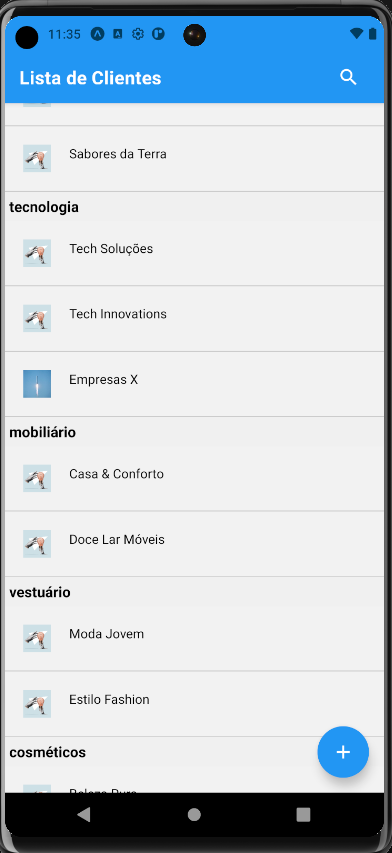 11:35
Lista de Clientes
Sabores da Terra
tecnologia
Tech Soluções
Tech Innovations
Empresas X
mobiliário
Casa & Conforto
Doce Lar Móveis
vestuário
Moda Jovem
Estilo Fashion
cosméticos
+